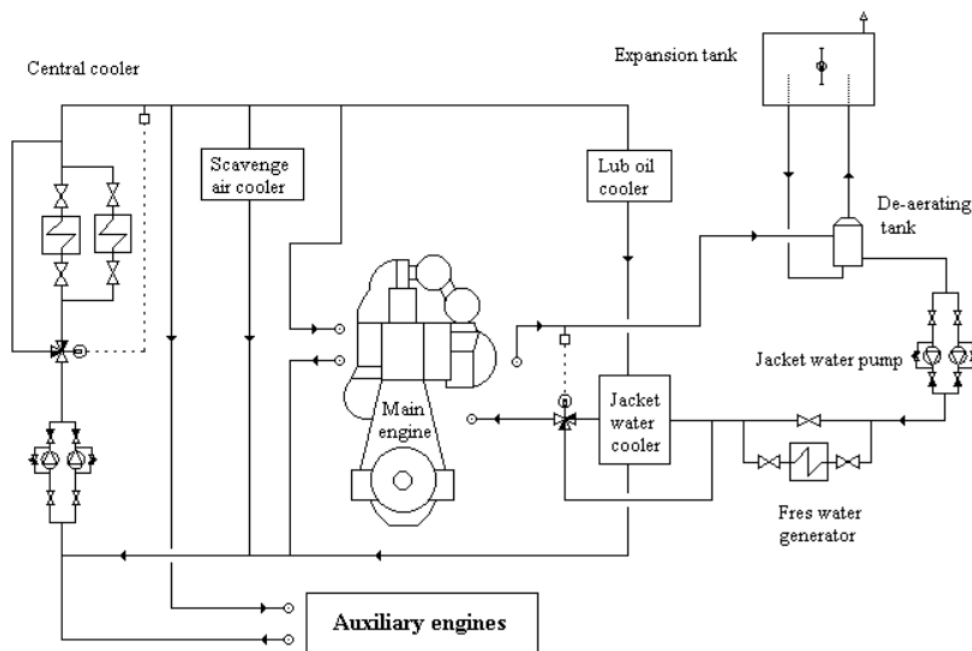 Central cooler
Expansion tank
Scavenge
air cooler
Lub oil
cooler
De-aerating
tank
Jacket water pump
Main
engine
Jacket
water
cooler
Fres water
generator
Auxiliary engines